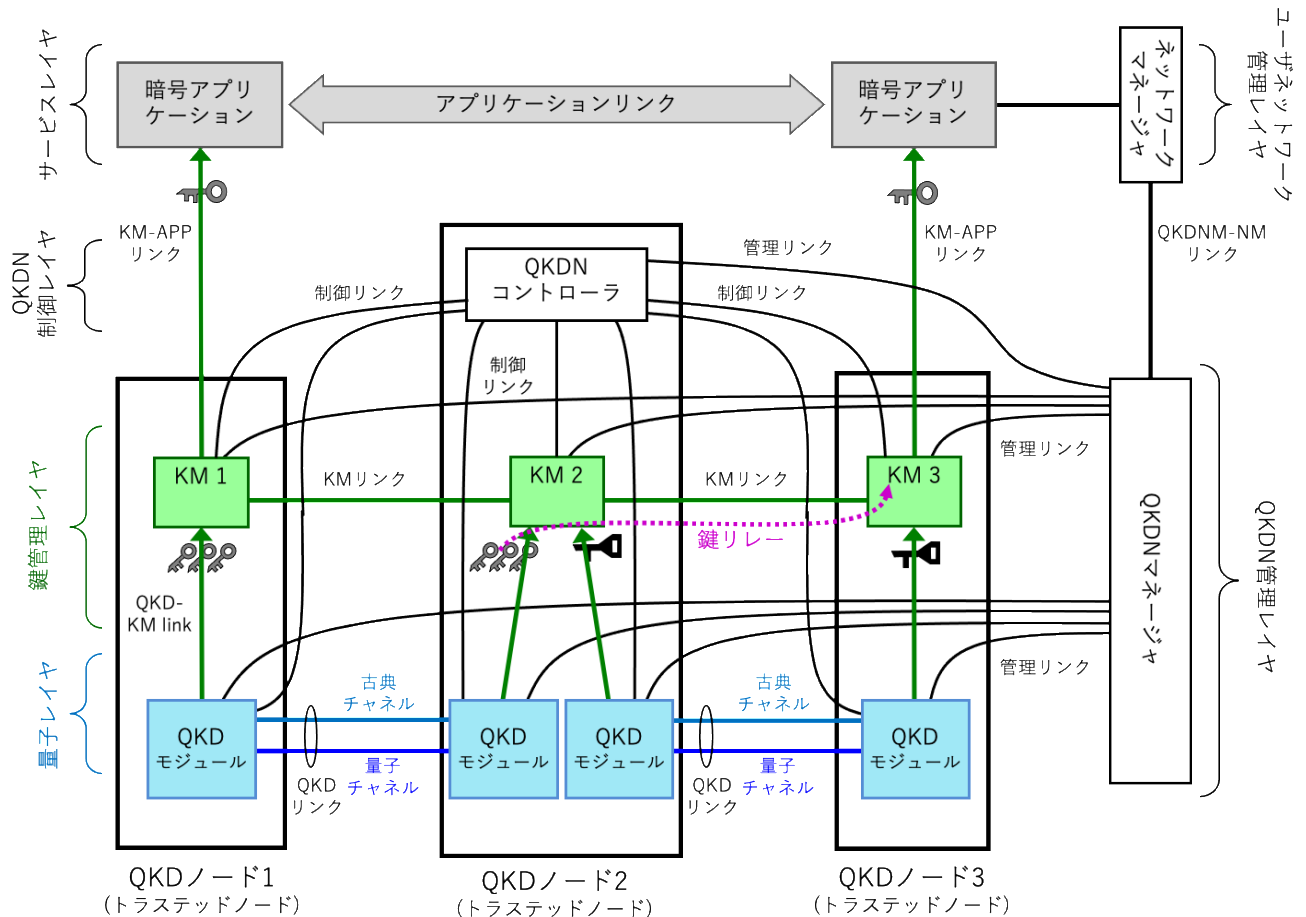 サービスレイヤ
暗号アプリ
ケーション
アプリケーションリンク
暗号アプリ
ケーション
ネットワーク
マネージャ
ユーザネットワーク
管理レイヤ
KM-APP
リンク
KM-APP
リンク
QKDNM-NM
リンク
QKDN
制御レイヤ
QKDN
コントローラ
管理リンク
制御リンク
制御リンク
制御
リンク
鍵管理レイヤ
KM 1
KMリンク
KM 2
KMリンク
KM 3
管理リンク
鍵リレー
QKD-
KM link
QKDNマネージャ
QKDN管理レイヤ
量子レイヤ
管理リンク
古典
チャネル
古典
チャネル
QKD
モジュール
QKD
モジュール
QKD
モジュール
QKD
モジュール
量子
チャネル
量子
チャネル
QKD
リンク
QKD
リンク
QKDノード1
(トラステッドノード)
QKDノード2
(トラステッドノード)
QKDノード3
(トラステッドノード)